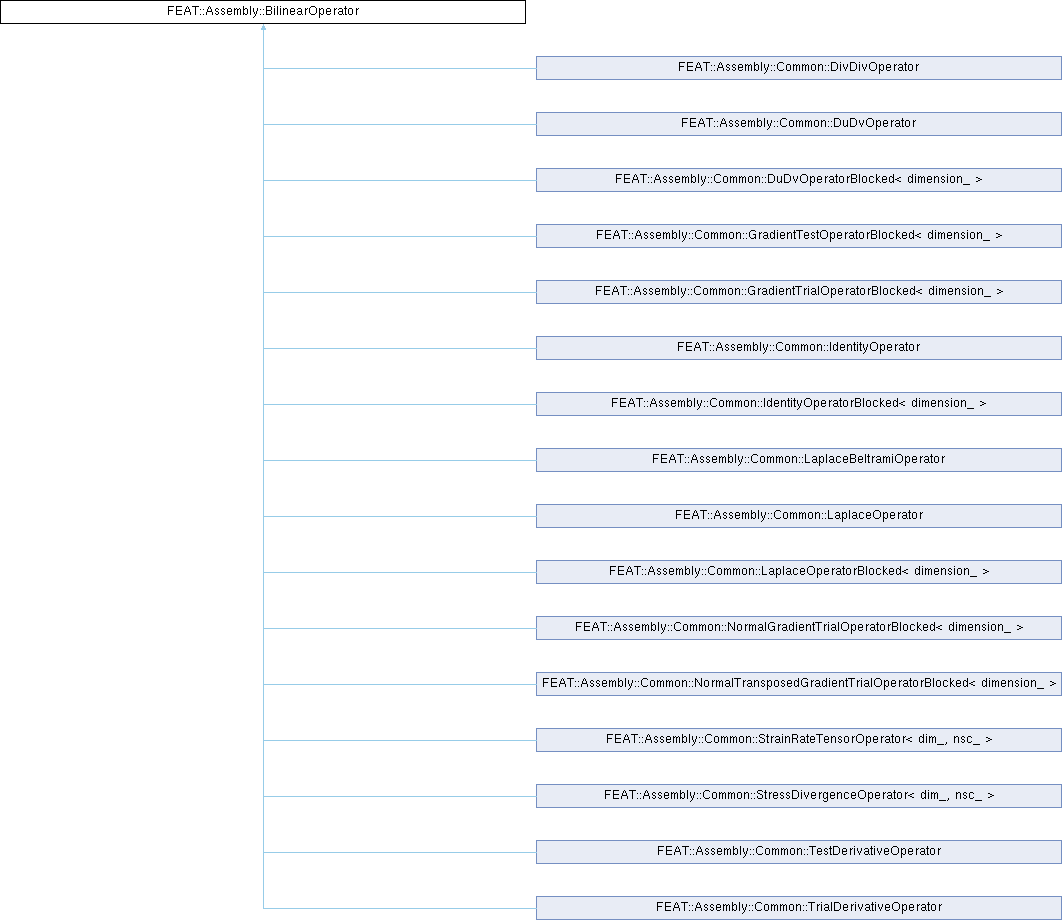 FEAT::Assembly::BilinearOperator
FEAT::Assembly::Common::DivDivOperator
FEAT::Assembly::Common::DuDvOperator
FEAT::Assembly::Common::DuDvOperatorBlocked< dimension_ >
FEAT::Assembly::Common::GradientTestOperatorBlocked< dimension_ >
FEAT::Assembly::Common::GradientTrialOperatorBlocked< dimension_ >
FEAT::Assembly::Common::IdentityOperator
FEAT::Assembly::Common::IdentityOperatorBlocked< dimension_ >
FEAT::Assembly::Common::LaplaceBeltramiOperator
FEAT::Assembly::Common::LaplaceOperator
FEAT::Assembly::Common::LaplaceOperatorBlocked< dimension_ >
FEAT::Assembly::Common::NormalGradientTrialOperatorBlocked< dimension_ >
FEAT::Assembly::Common::NormalTransposedGradientTrialOperatorBlocked< dimension_ >
FEAT::Assembly::Common::StrainRateTensorOperator< dim_, nsc_ >
FEAT::Assembly::Common::StressDivergenceOperator< dim_, nsc_ >
FEAT::Assembly::Common::TestDerivativeOperator
FEAT::Assembly::Common::TrialDerivativeOperator